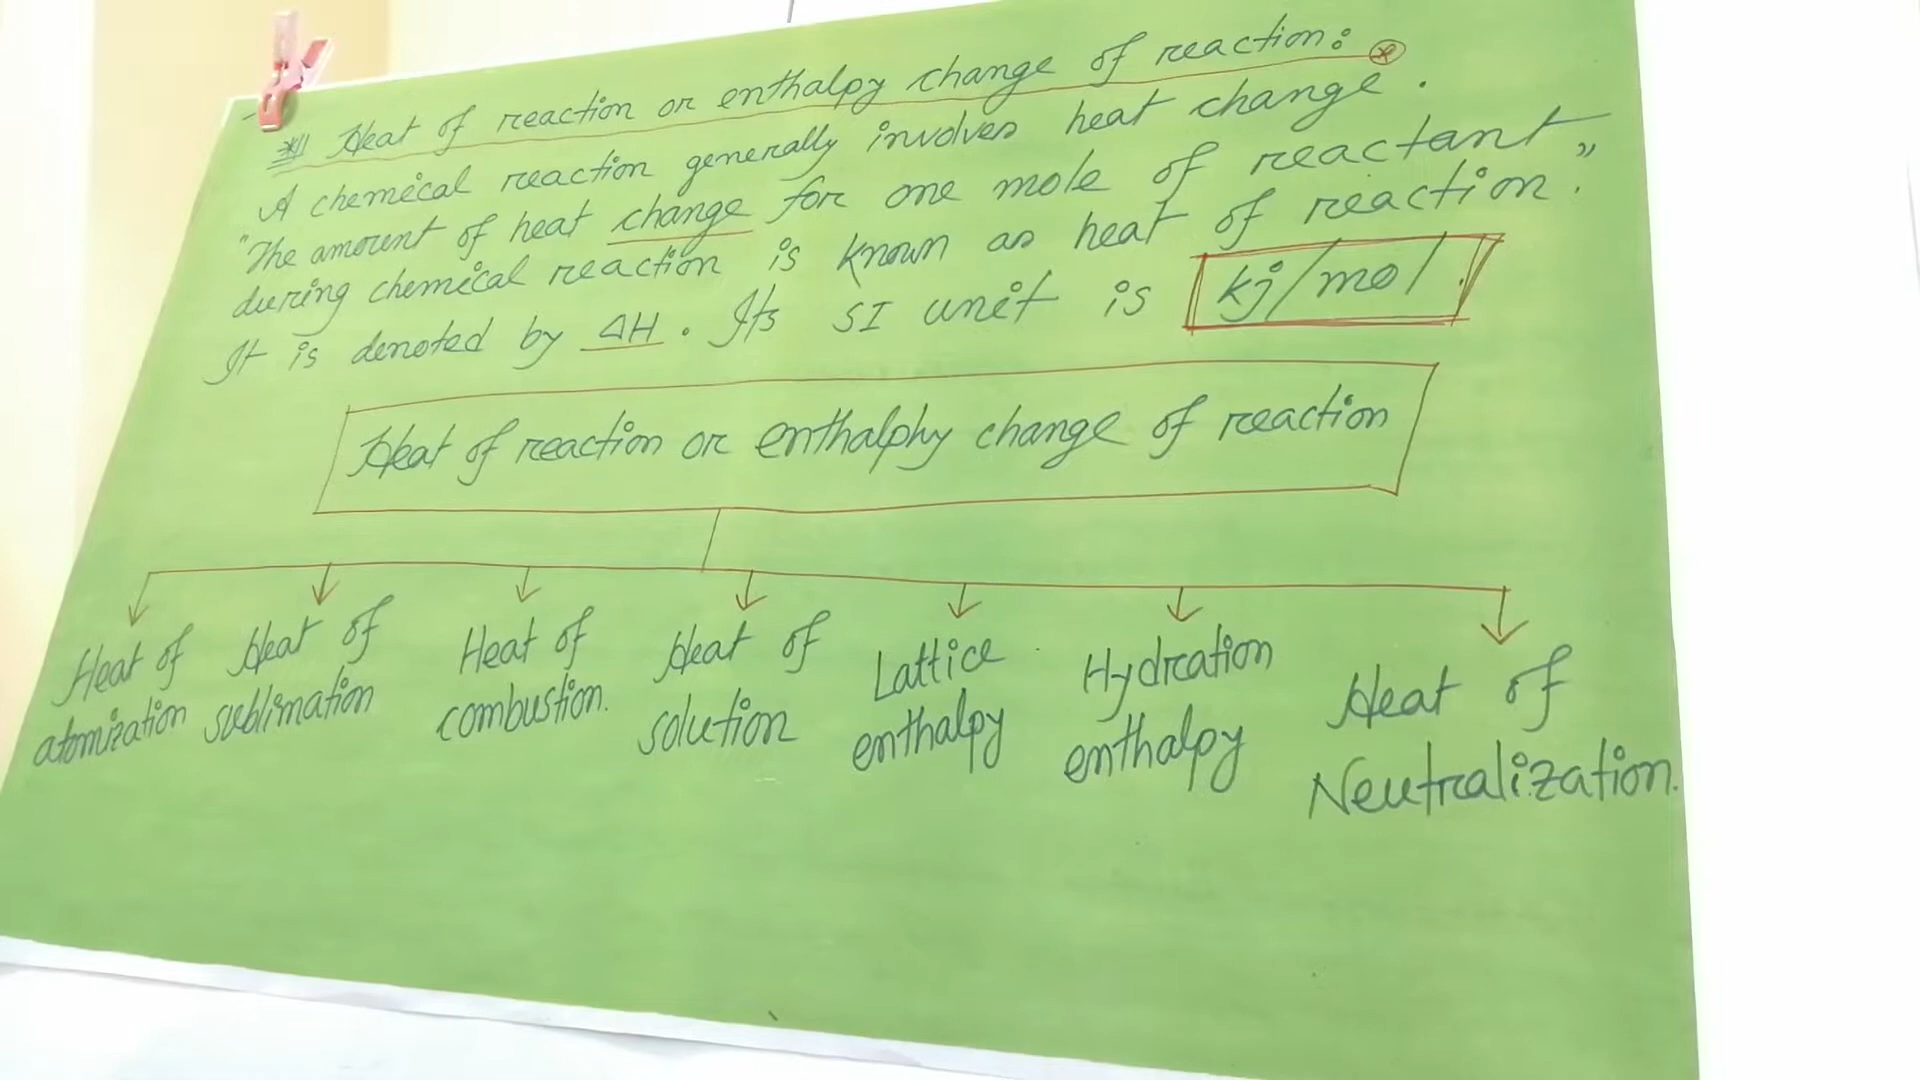 Heat of reaction or enthalpy change of reaction:
A chemical reaction generally involves heat change.
"The amount of heat change for one mole of reactant
during chemical reaction is known as heat of reaction."
It is denoted by ΔH. Its SI unit is kj/mol.
Heat of reaction or enthalphy change of reaction
Heat of
atomization
Heat of
sublimation
Heat of
combustion.
Heat of
solution
Lattice
enthalpy
Hydration
enthalpy
Heat of
Neutralization.